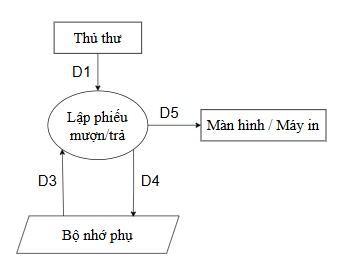 Thủ thư
D1
Lập phiếu
mượn/trả
D5
Màn hình / Máy in
D3
D4
Bộ nhớ phụ